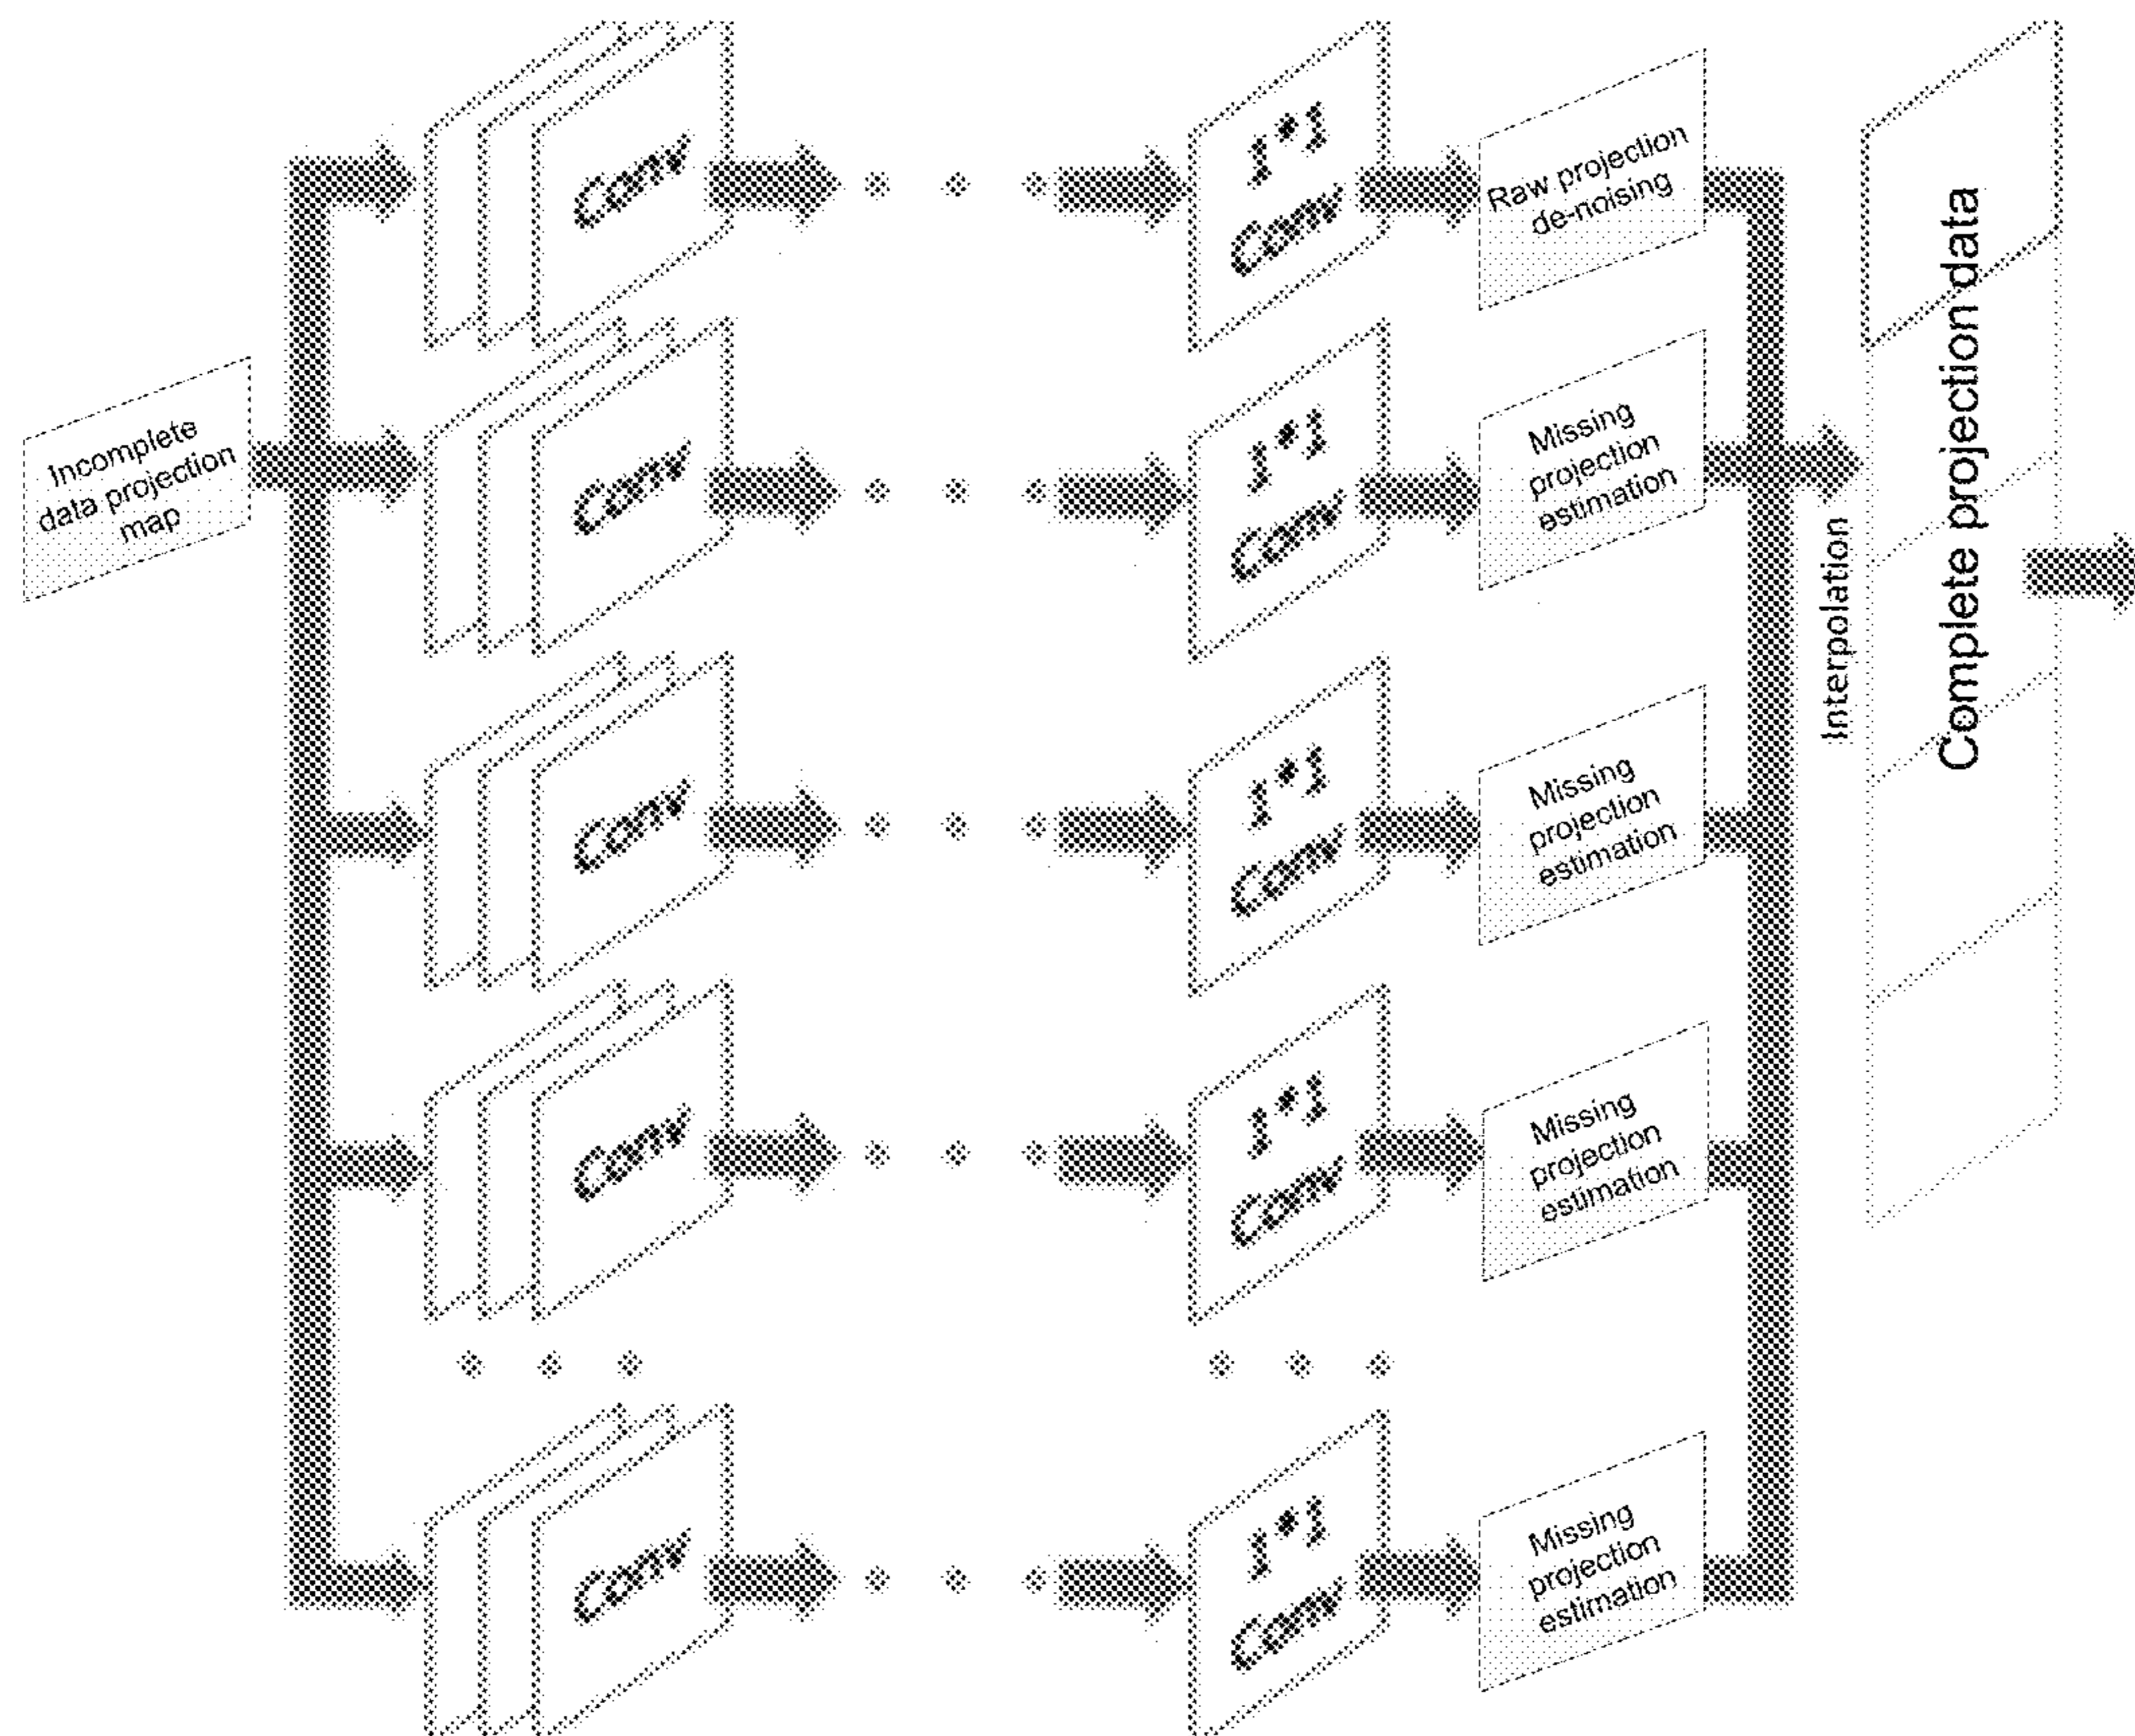 Conv
1*1
Conv
Raw projection
de-noising
Incomplete
data projection
map
Conv
1*1
Conv
Missing
projection
estimation
Interpolation
Complete projection data
Conv
1*1
Conv
Missing
projection
estimation
Conv
1*1
Conv
Missing
projection
estimation
Conv
1*1
Conv
Missing
projection
estimation